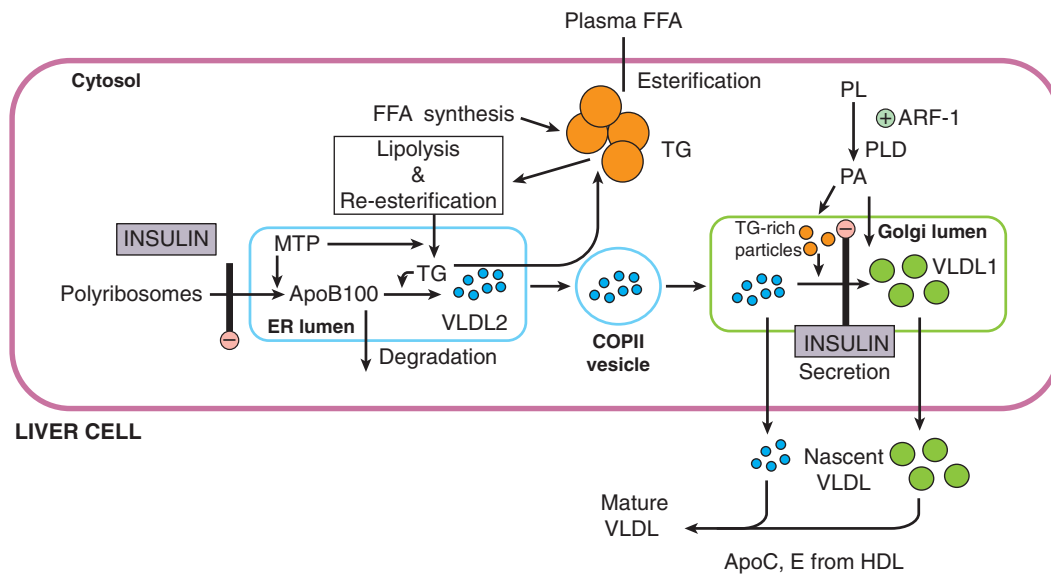 Plasma FFA
Cytosol
Esterification
FFA synthesis
TG
Lipolysis
&
Re-esterification
PL
+ ARF-1
PLD
PA
INSULIN
MTP
TG
Polyribosomes
ApoB100
−
ER lumen
VLDL2
Degradation
COPII
vesicle
TG-rich
particles
−
Golgi lumen
VLDL1
INSULIN
Secretion
LIVER CELL
Nascent
VLDL
Mature
VLDL
ApoC, E from HDL